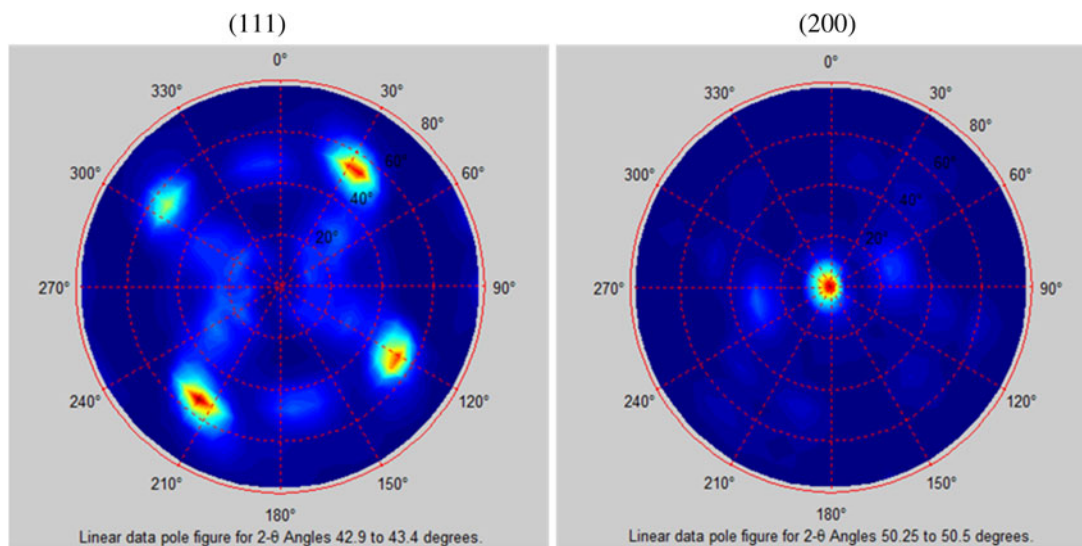 (111) (200)
0° 0°
330° 30° 330° 30°
80° 80°
300° 60° 60° 300° 60° 60°
40° 40°
20° 20°
270° 90° 270° 90°
240° 120° 240° 120°
210° 150° 210° 150°
180° 180°
Linear data pole figure for 2-θ Angles 42.9 to 43.4 degrees. Linear data pole figure for 2-θ Angles 50.25 to 50.5 degrees.